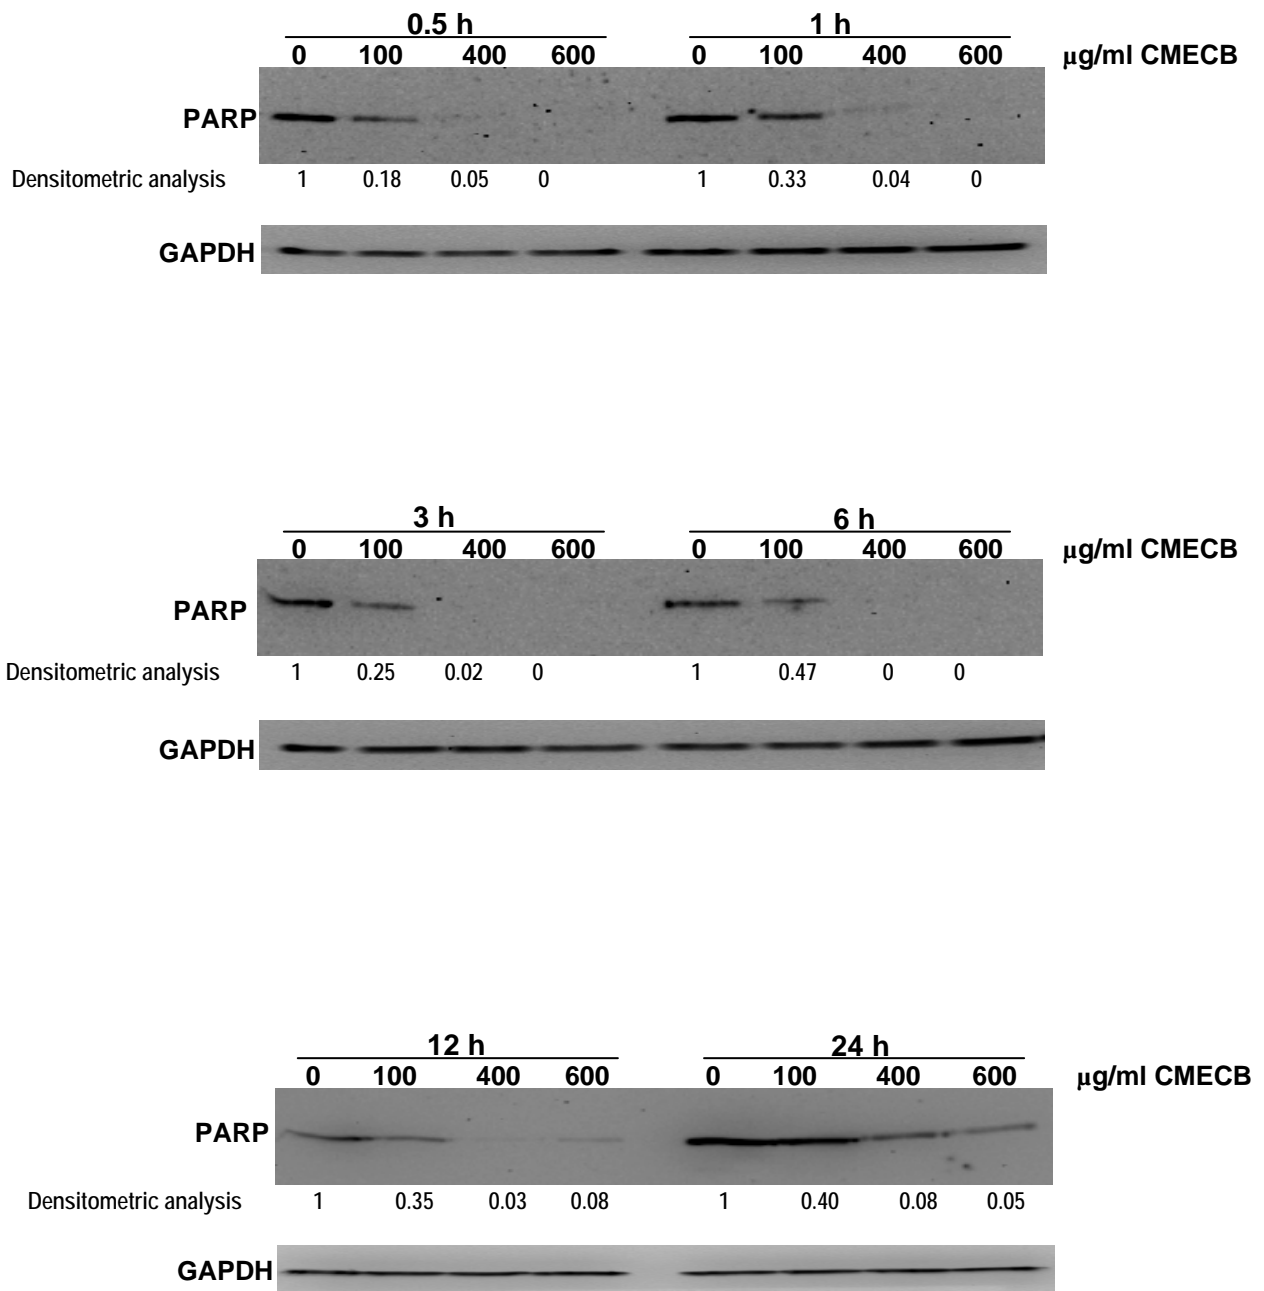 0.5 h 1 h
0 100 400 600 0 100 400 600 μg/ml CMECB
PARP
Densitometric analysis 1 0.18 0.05 0 1 0.33 0.04 0
GAPDH
3 h 6 h
0 100 400 600 0 100 400 600 μg/ml CMECB
PARP
Densitometric analysis 1 0.25 0.02 0 1 0.47 0 0
GAPDH
12 h 24 h
0 100 400 600 0 100 400 600 μg/ml CMECB
PARP
Densitometric analysis 1 0.35 0.03 0.08 1 0.40 0.08 0.05
GAPDH